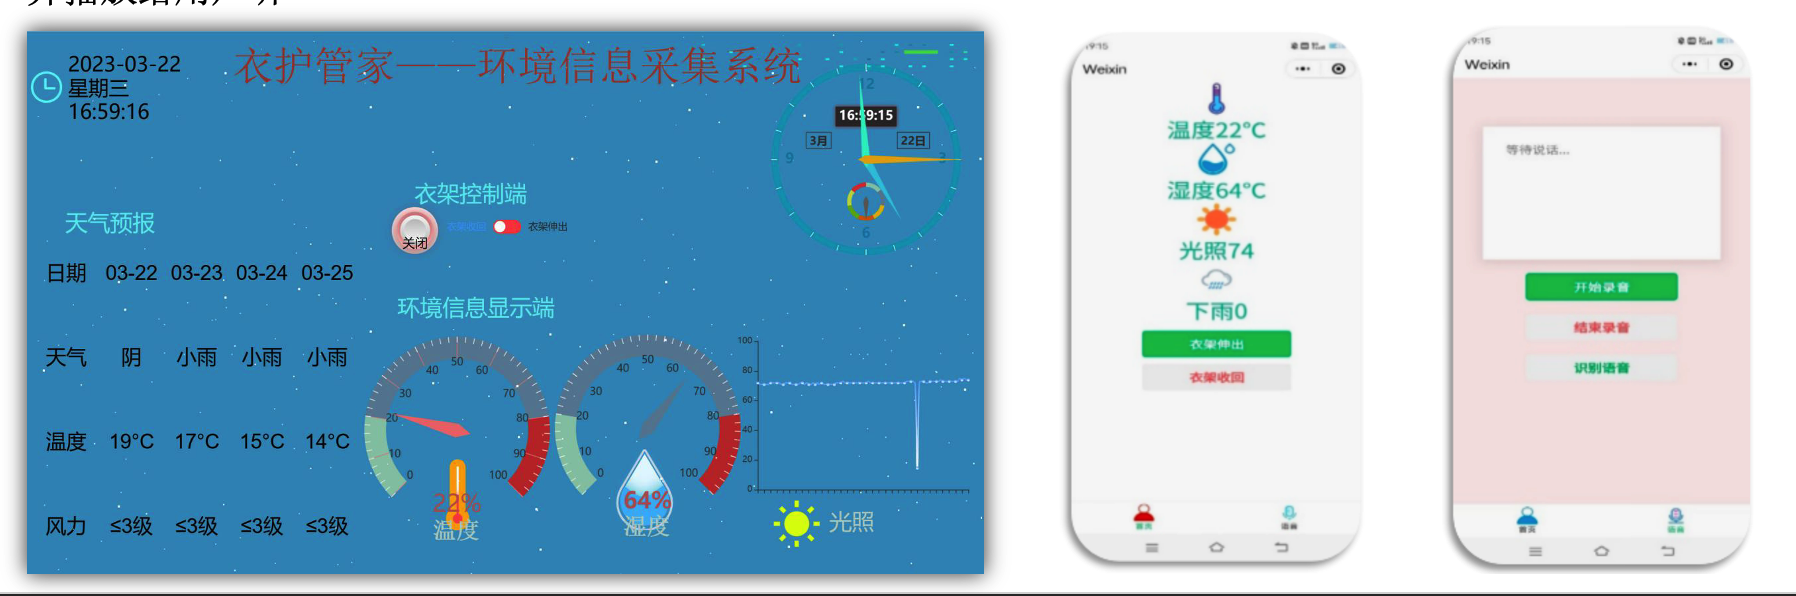 2023-03-22
星期三
16:59:16
衣护管家——环境信息采集系统
12
16:59:15
3月
22日
9
3
6
衣架控制端
关闭
衣架收回
衣架伸出
天气预报
日期 03-22 03-23 03-24 03-25
天气 阴 小雨 小雨 小雨
温度 19°C 17°C 15°C 14°C
风力 ≤3级 ≤3级 ≤3级 ≤3级
环境信息显示端
0 10 20 30 40 50 60 70 80 90 100
22%
温度
0 10 20 30 40 50 60 70 80 90 100
64%
湿度
100
80
60
40
20
0
光照
19:15
Weixin
温度22℃
湿度64℃
光照74
下雨0
衣架伸出
衣架收回
首页
语音
19:15
Weixin
等待说话...
开始录音
结束录音
识别语音
首页
语音